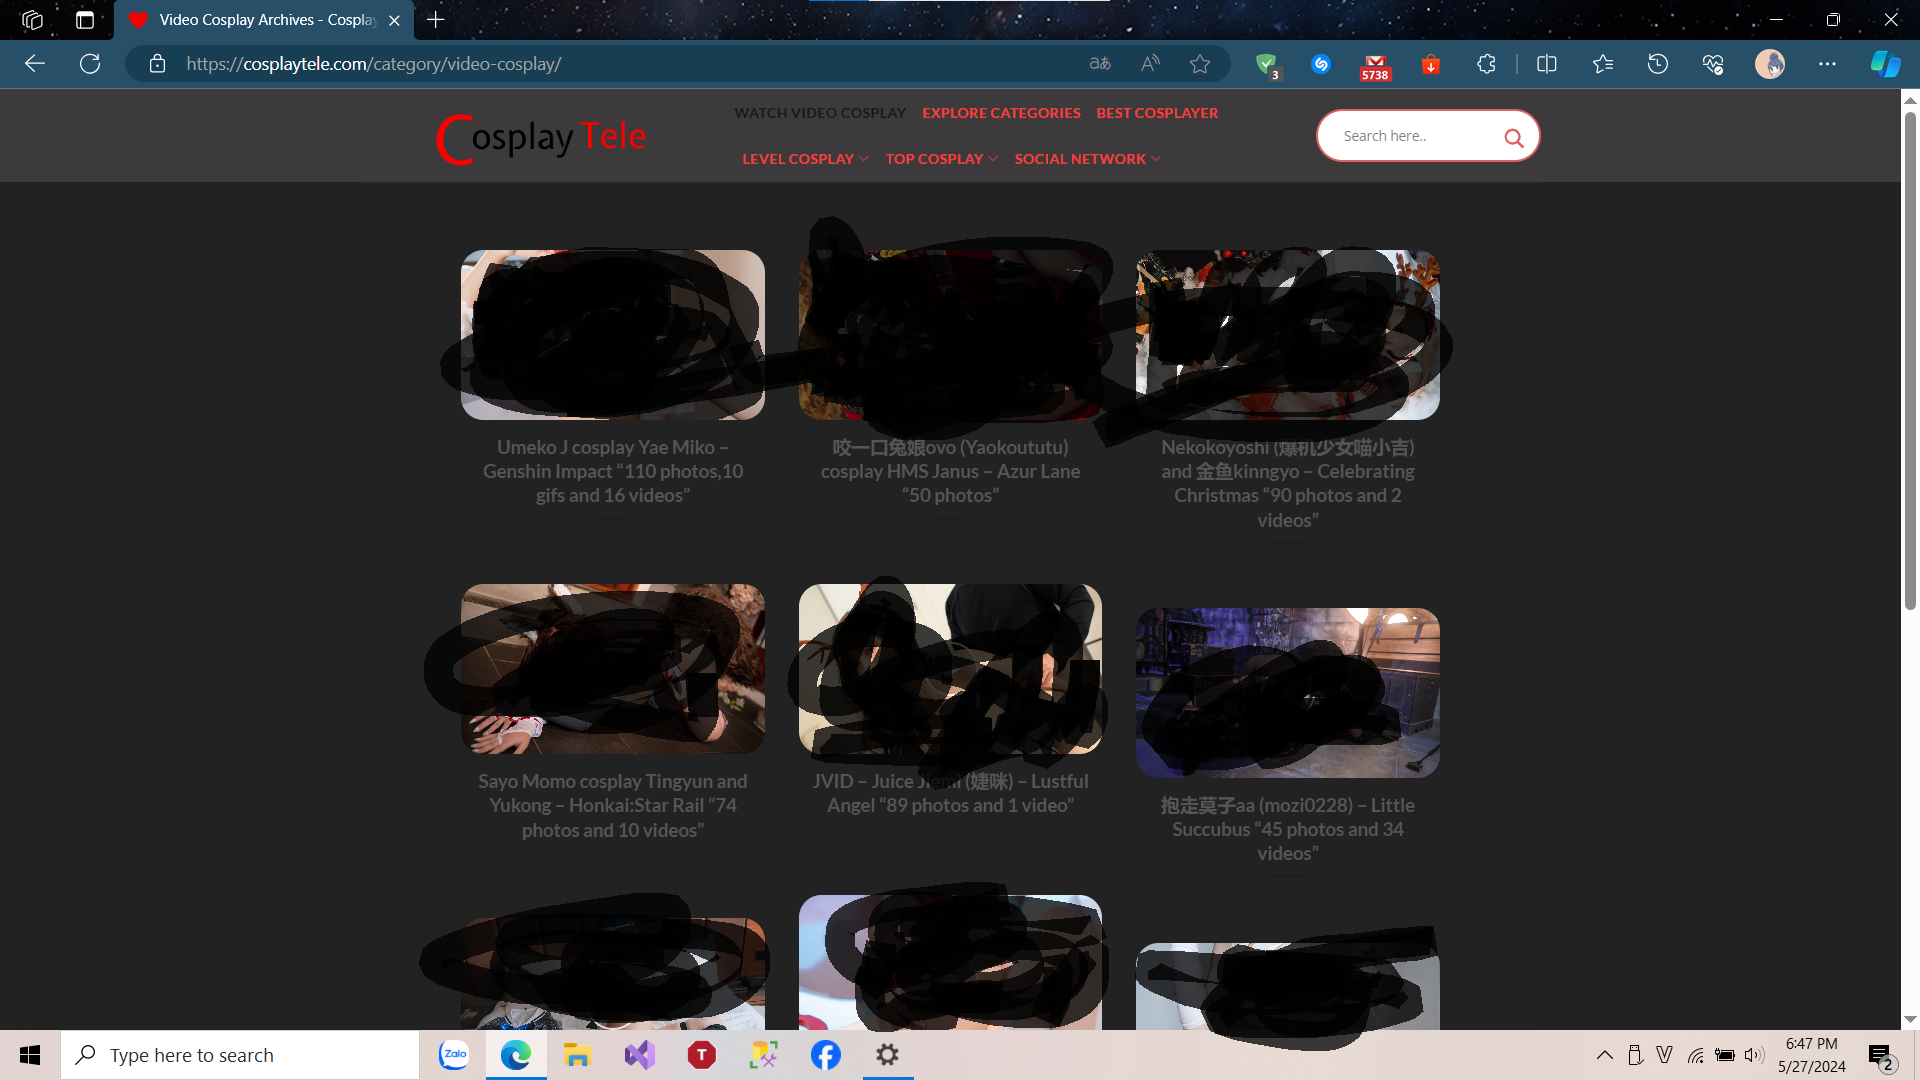 Video Cosplay Archives - Cosplay
https://cosplaytele.com/category/video-cosplay/
3
5738
Cosplay Tele
WATCH VIDEO COSPLAY EXPLORE CATEGORIES BEST COSPLAYER
LEVEL COSPLAY TOP COSPLAY SOCIAL NETWORK
Search here..
Umeko J cosplay Yae Miko –
Genshin Impact “110 photos,10
gifs and 16 videos”
咬一口兔娘ovo (Yaokoututu)
cosplay HMS Janus – Azur Lane
“50 photos”
Nekokoyoshi (爆机少女喵小吉)
and 金鱼kinngyo – Celebrating
Christmas “90 photos and 2
videos”
Sayo Momo cosplay Tingyun and
Yukong – Honkai:Star Rail “74
photos and 10 videos”
JVID – Juice Jiemi (婕咪) – Lustful
Angel “89 photos and 1 video”
抱走莫子aa (mozi0228) – Little
Succubus “45 photos and 34
videos”
Type here to search
Zalo
T
V
6:47 PM
5/27/2024
2